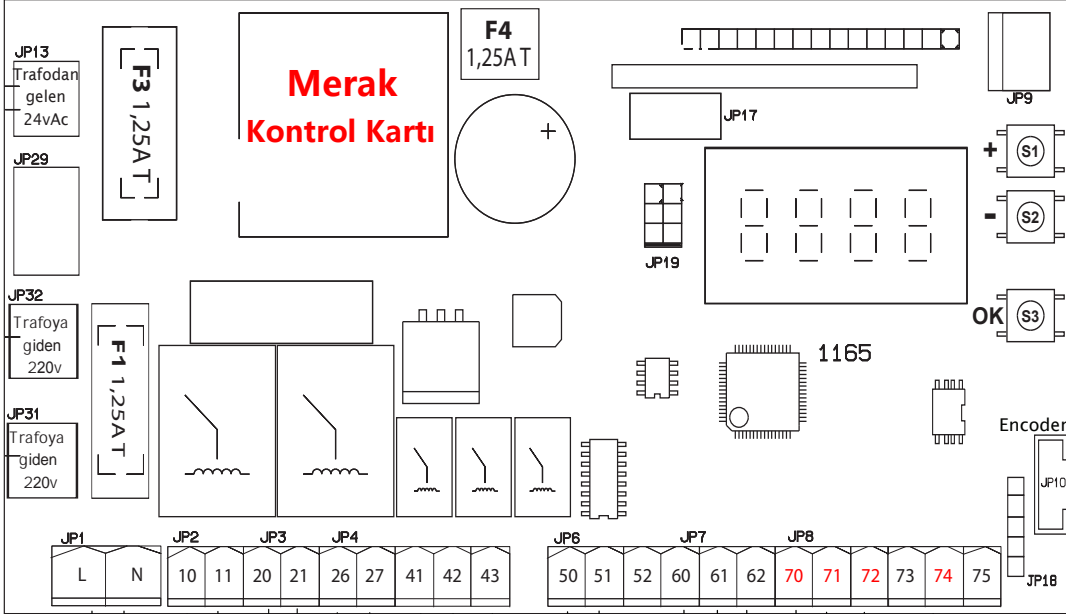 JP13
Trafodan
gelen
24vAc
F3 1,25A T
Merak
Kontrol Kartı
F4
1,25A T
+
JP17
JP9
+ S1
- S2
OK S3
JP29
JP19
JP32
Trafoya
giden
220v
F1 1,25A T
1165
JP31
Trafoya
giden
220v
Encoder
JP10
JP18
JP1 JP2 JP3 JP4 JP6 JP7 JP8
L N 10 11 20 21 26 27 41 42 43 50 51 52 60 61 62 70 71 72 73 74 75